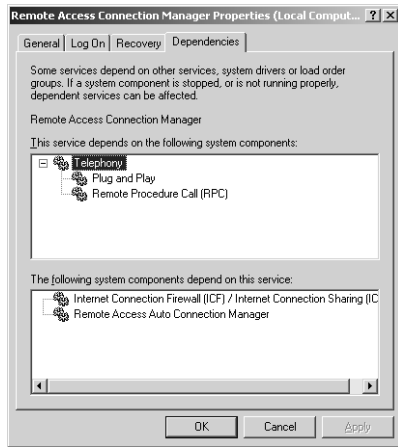 Remote Access Connection Manager Properties (Local Comput...
General Log On Recovery Dependencies
Some services depend on other services, system drivers or load order
groups. If a system component is stopped, or is not running properly,
dependent services can be affected.
Remote Access Connection Manager
This service depends on the following system components:
Telephony
Plug and Play
Remote Procedure Call (RPC)
The following system components depend on this service:
Internet Connection Firewall (ICF) / Internet Connection Sharing (IC
Remote Access Auto Connection Manager
OK Cancel Apply